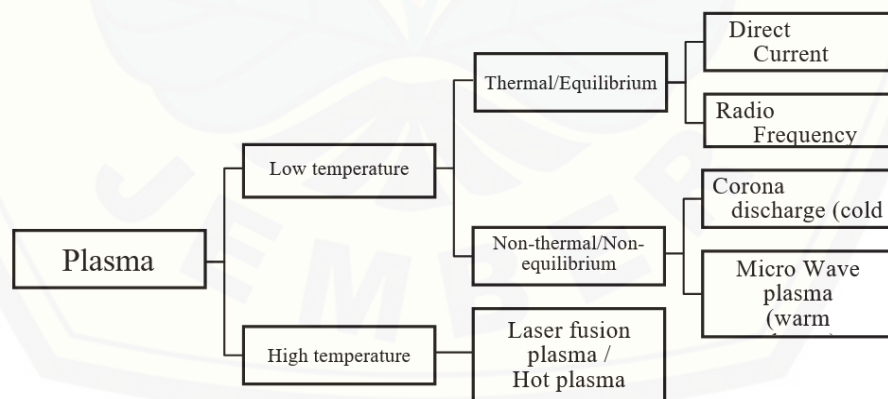 Direct
Current
Thermal/Equilibrium
Radio
Frequency
Low temperature
Corona
discharge (cold
Non-thermal/Non-
equilibrium
Plasma
Micro Wave
plasma
(warm
Laser fusion
plasma /
Hot plasma
High temperature
JEMBER